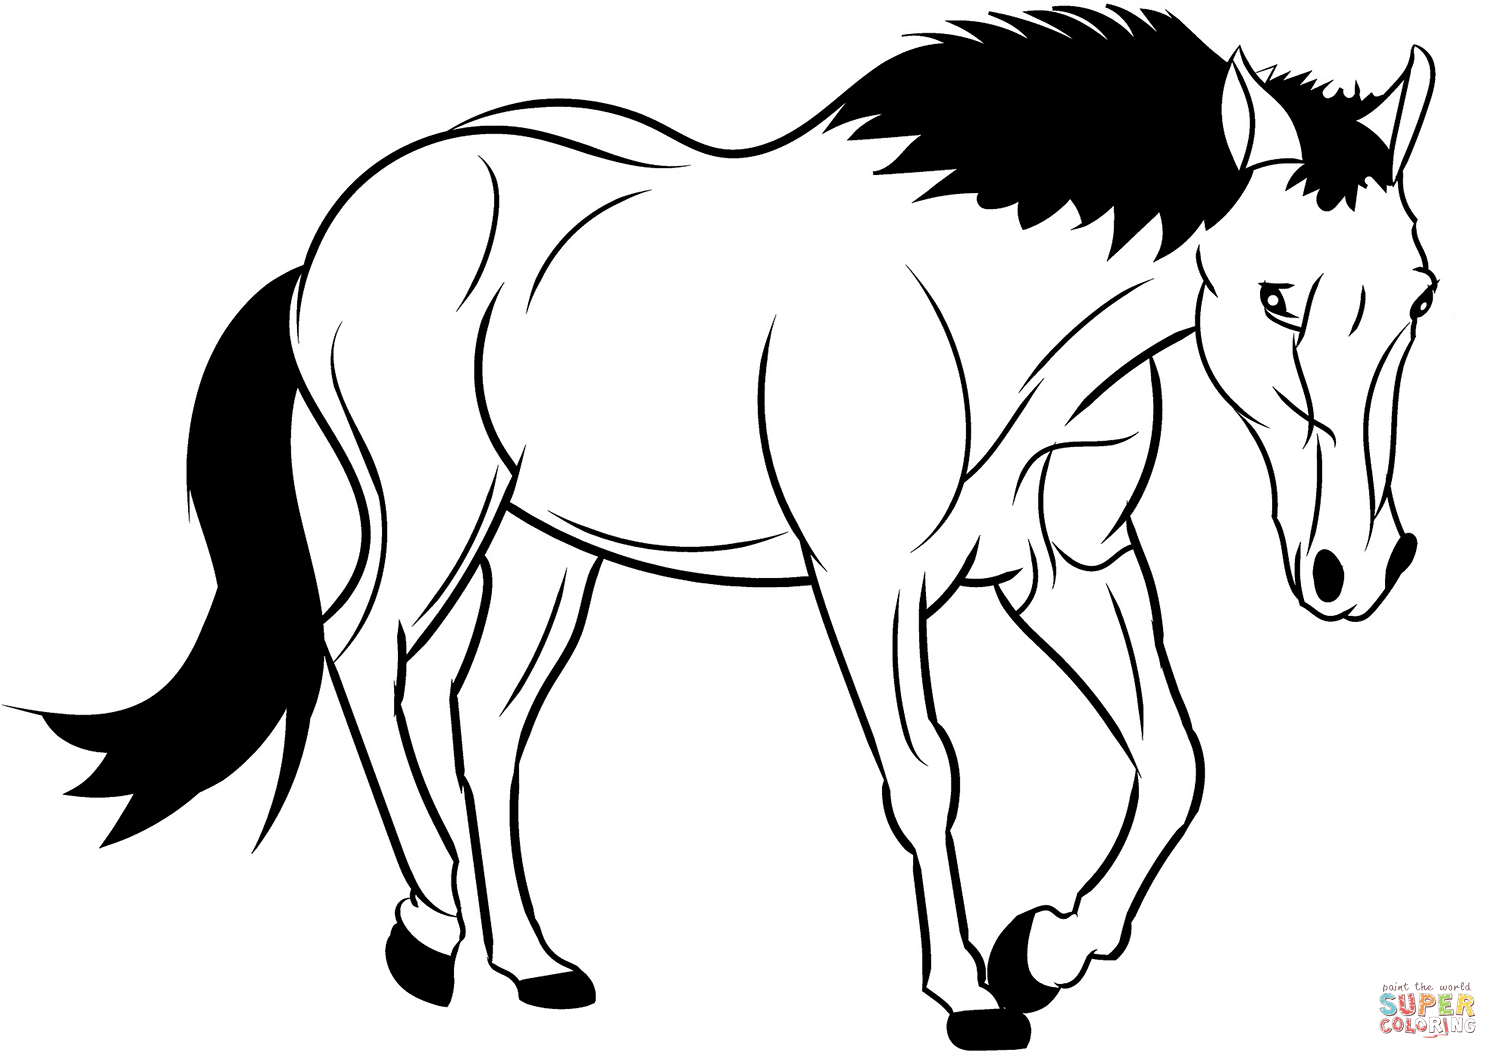 paint the world
SUPER
COLORING